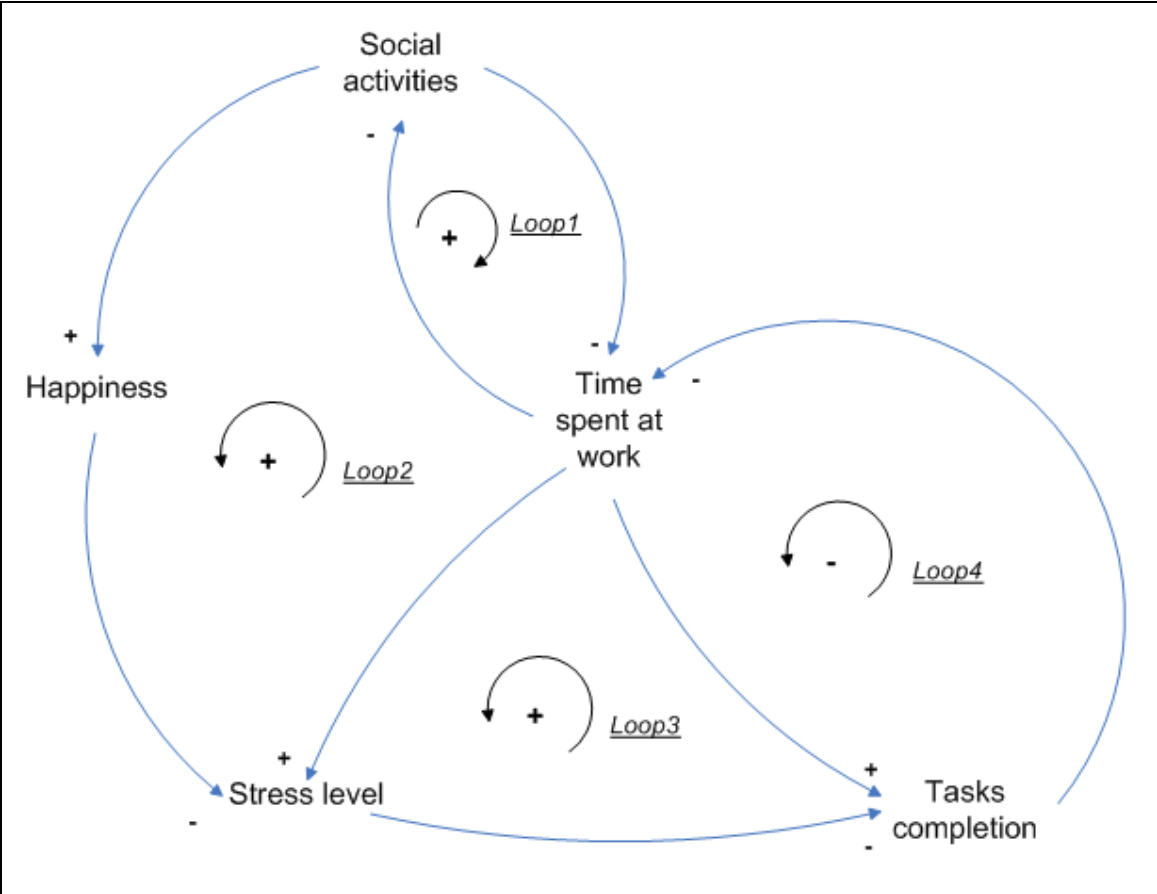 Social
activities
-
Loop1
+
+
-
Time
spent at
work
-
Happiness
+
Loop2
-
Loop4
+
Loop3
+
Stress level
-
+
Tasks
completion
-